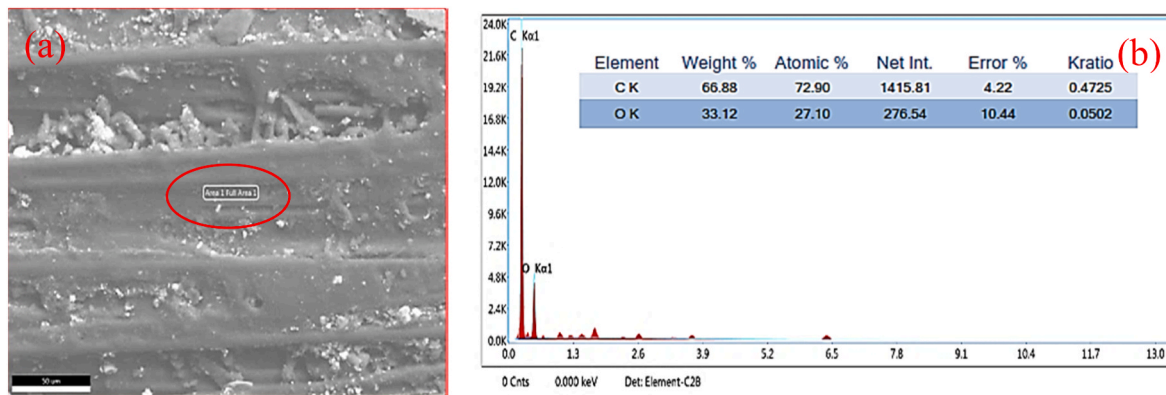 (a)
Area 1 Full Area 1
50 um
(b)
24.0K
21.6K
19.2K
16.8K
14.4K
12.0K
9.6K
7.2K
4.8K
2.4K
0.0K
C Kα1
O Kα1
Element Weight % Atomic % Net Int. Error % Kratio
C K 66.88 72.90 1415.81 4.22 0.4725
O K 33.12 27.10 276.54 10.44 0.0502
0.0 1.3 2.6 3.9 5.2 6.5 7.8 9.1 10.4 11.7 13.0
0 Cnts 0.000 keV Det: Element-C2B